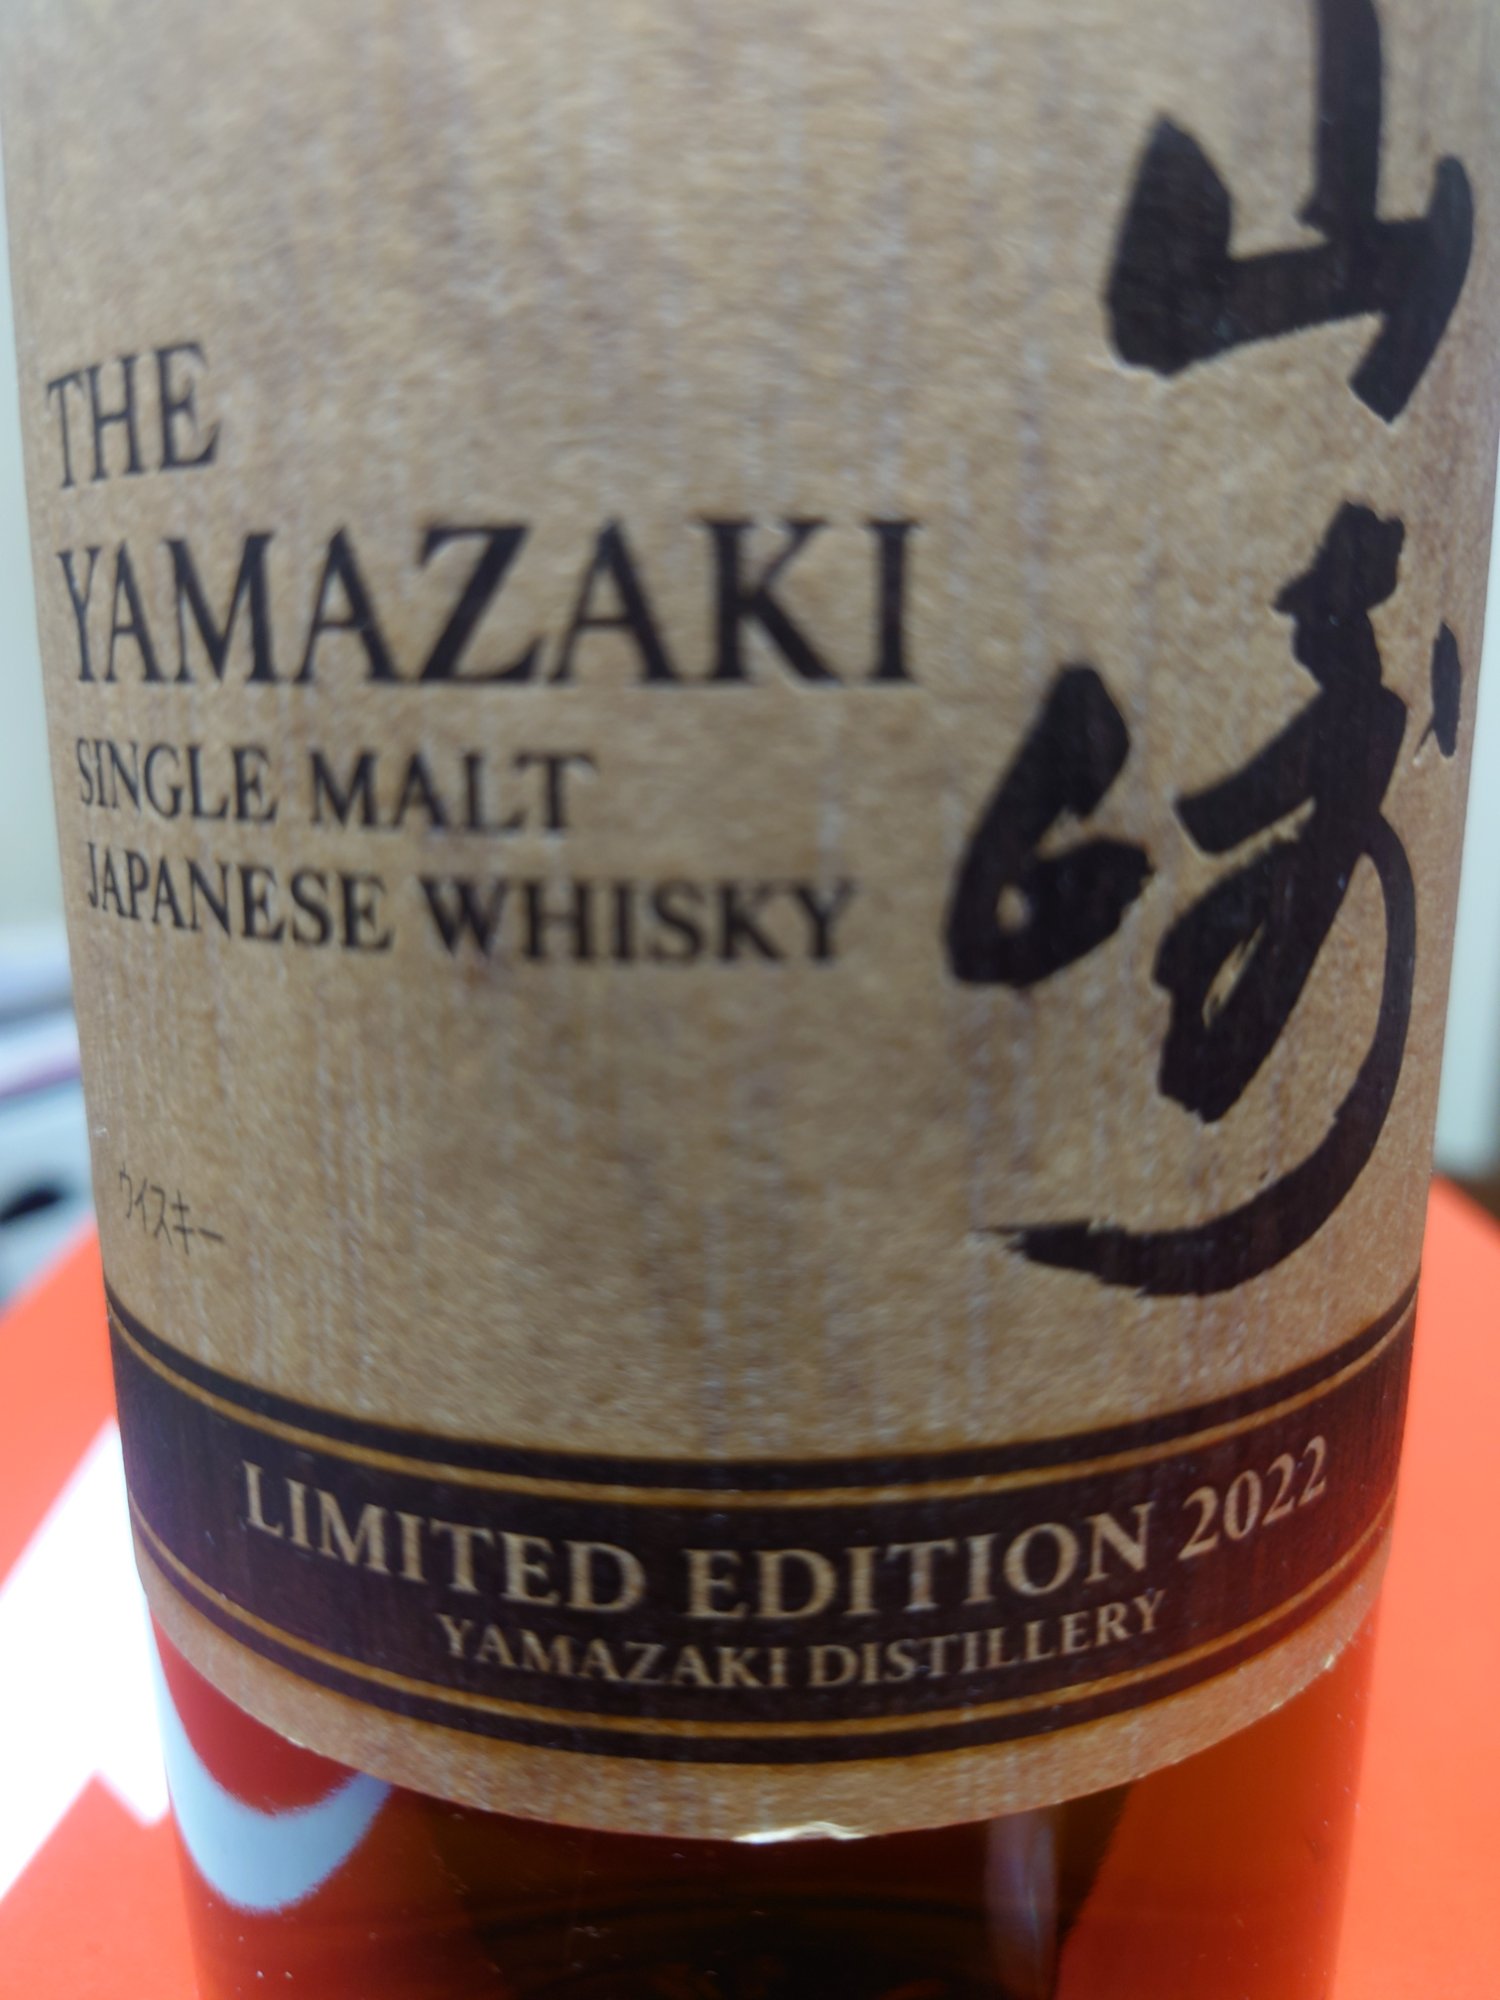 山崎
THE
YAMAZAKI
SINGLE MALT
JAPANESE WHISKY
ウイスキー
LIMITED EDITION 2022
YAMAZAKI DISTILLERY